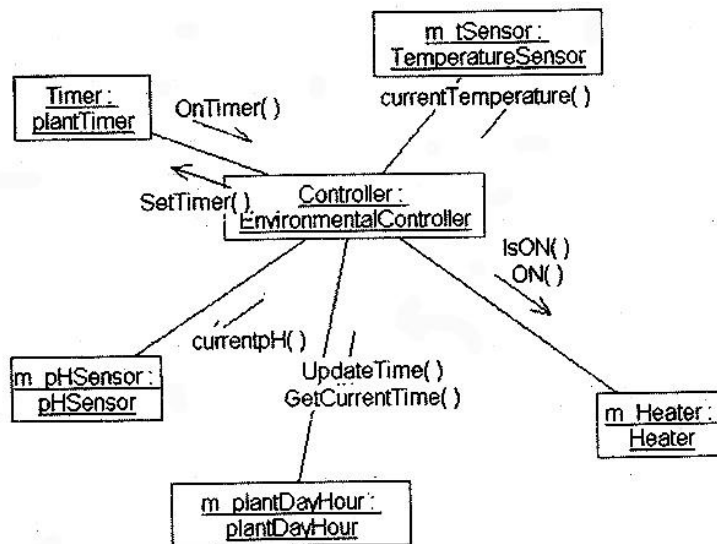 m_tSensor :
TemperatureSensor
currentTemperature( )
Timer :
plantTimer
OnTimer( )
SetTimer( )
Controller :
EnvironmentalController
IsON( )
ON( )
currentpH( )
m_pHSensor :
pHSensor
UpdateTime( )
GetCurrentTime( )
m_Heater :
Heater
m_plantDayHour :
plantDayHour